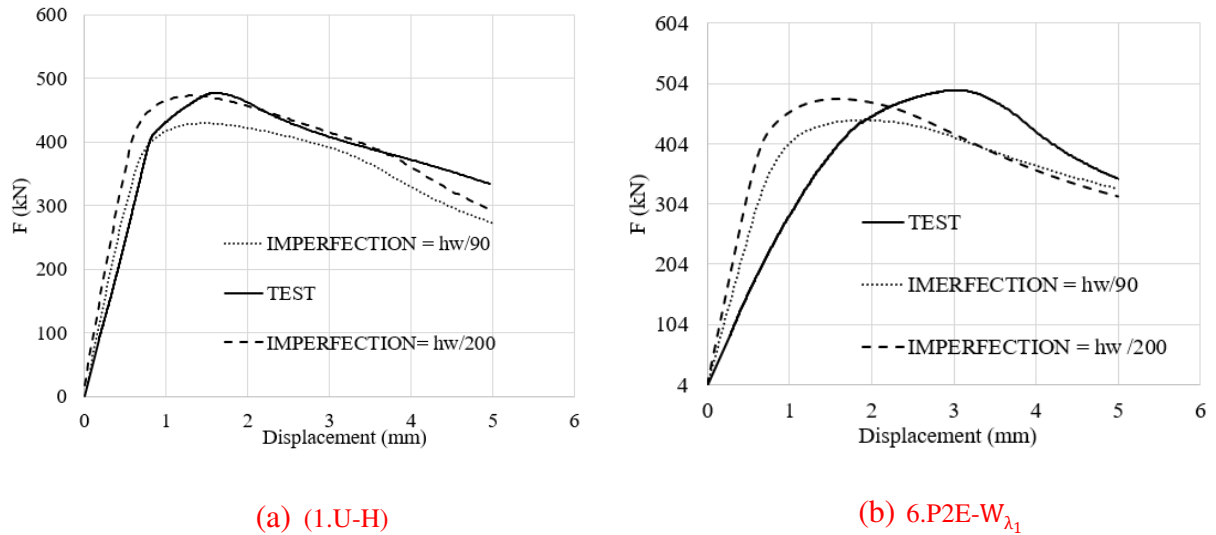 600
500
400
300
200
100
0
F (kN)
IMPERFECTION = hw/90
TEST
IMPERFECTION= hw/200
0 1 2 3 4 5 6
Displacement (mm)
(a) (1.U-H)
604
504
404
304
204
104
4
F (kN)
TEST
IMERFECTION = hw/90
IMPERFECTION = hw /200
0 1 2 3 4 5 6
Displacement (mm)
(b) 6.P2E-Wλ1